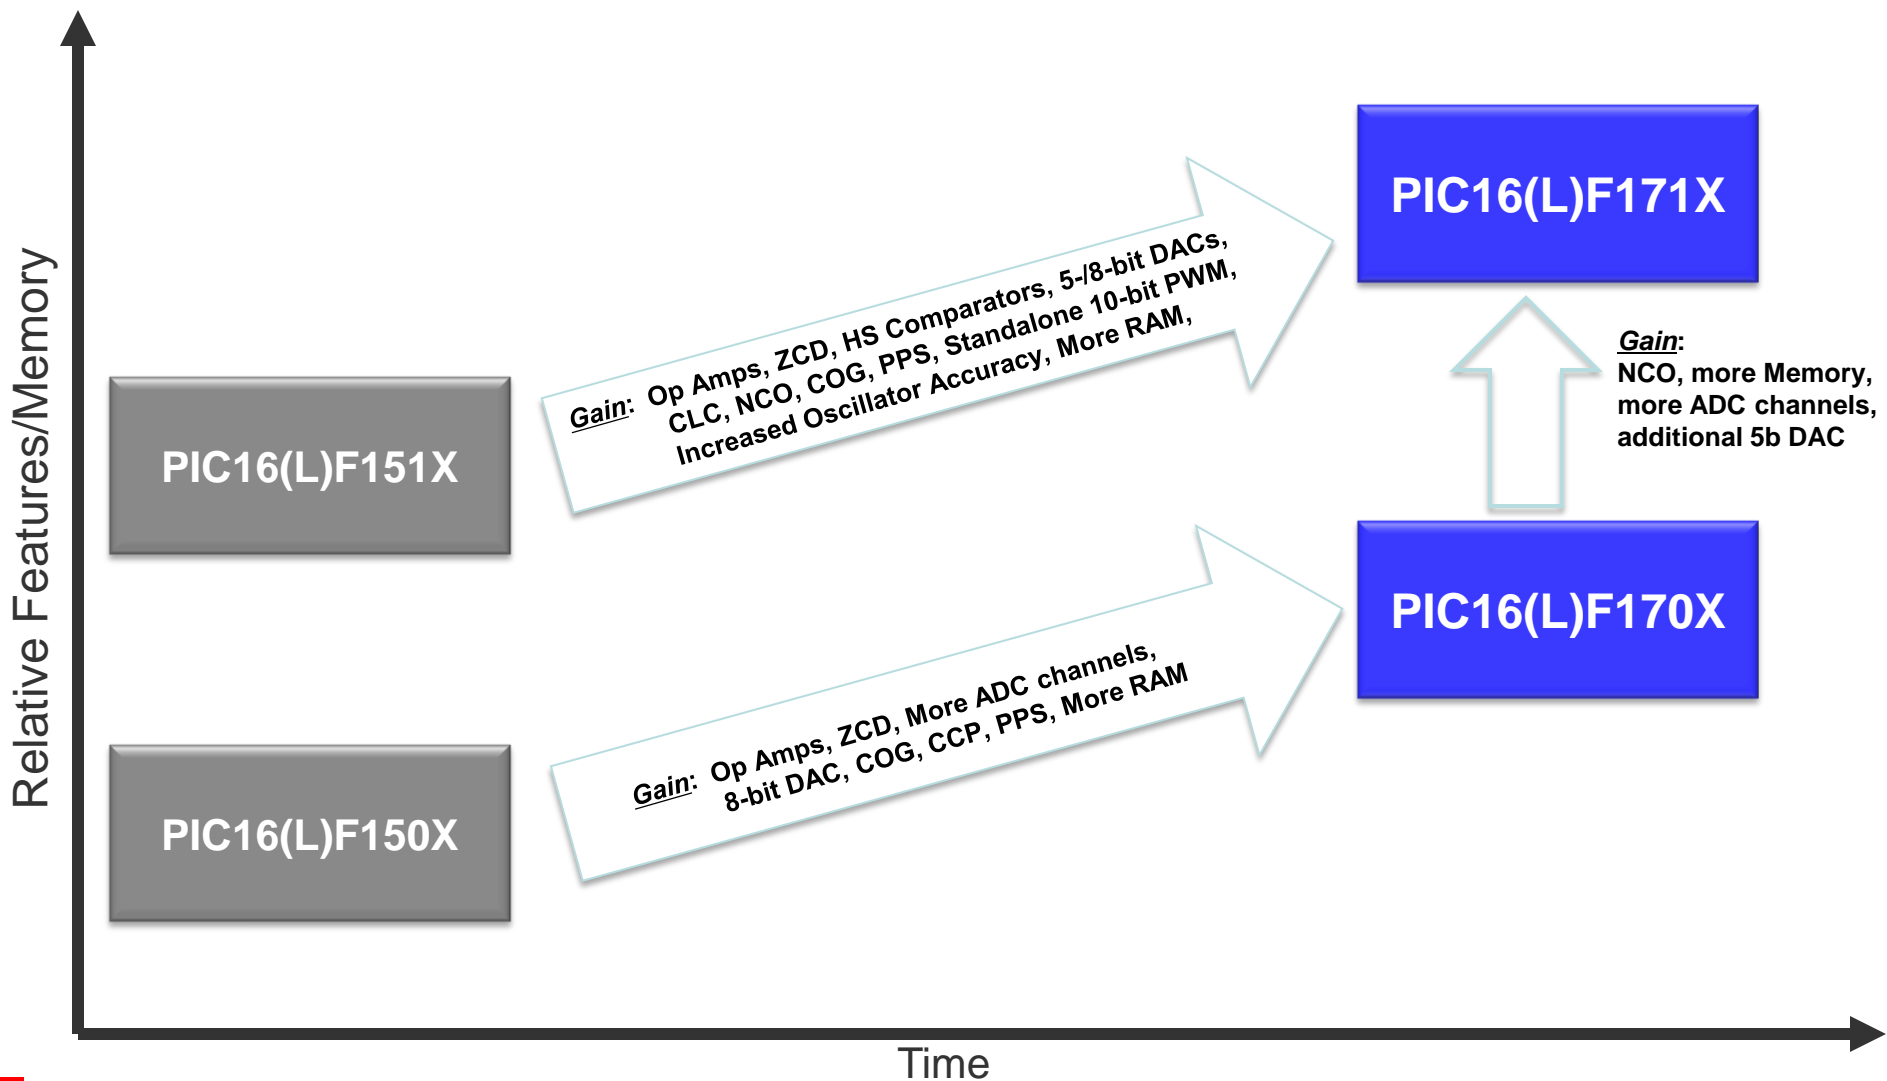 Relative Features/Memory
PIC16(L)F171X
Gain: Op Amps, ZCD, HS Comparators, 5-/8-bit DACs,
CLC, NCO, COG, PPS, Standalone 10-bit PWM,
Increased Oscillator Accuracy, More RAM,
Gain:
NCO, more Memory,
more ADC channels,
additional 5b DAC
PIC16(L)F151X
PIC16(L)F170X
Gain: Op Amps, ZCD, More ADC channels,
8-bit DAC, COG, CCP, PPS, More RAM
PIC16(L)F150X
Time